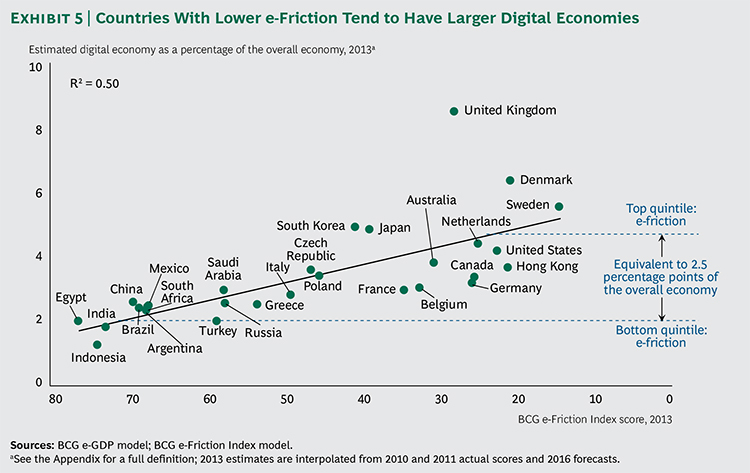 EXHIBIT 5 | Countries With Lower e-Friction Tend to Have Larger Digital Economies
Estimated digital economy as a percentage of the overall economy, 2013ᵃ
10
R² = 0.50
United Kingdom
8
Denmark
6
Australia
Sweden
Top quintile:
e-friction
South Korea
Japan
Netherlands
Czech
Republic
United States
4
Saudi
Arabia
Italy
Canada
Hong Kong
Equivalent to 2.5
percentage points of
the overall economy
Mexico
South
Africa
China
Poland
France
Germany
Egypt
India
Greece
Belgium
2
Brazil
Turkey
Russia
Bottom quintile:
e-friction
Argentina
Indonesia
0
80
70
60
50
40
30
20
10
0
BCG e-Friction Index score, 2013
Sources: BCG e-GDP model; BCG e-Friction Index model.
ᵃSee the Appendix for a full definition; 2013 estimates are interpolated from 2010 and 2011 actual scores and 2016 forecasts.